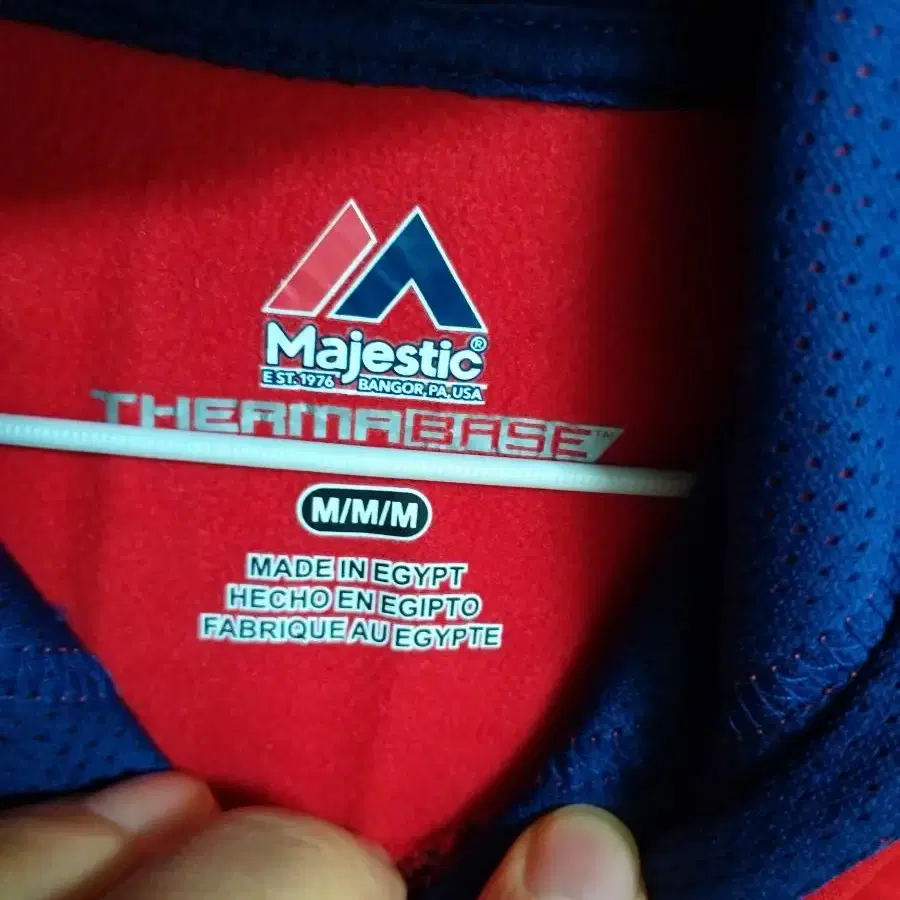 Majestic®
EST. 1976 BANGOR, PA, USA
THERMABASE™
M/M/M
MADE IN EGYPT
HECHO EN EGIPTO
FABRIQUE AU EGYPTE